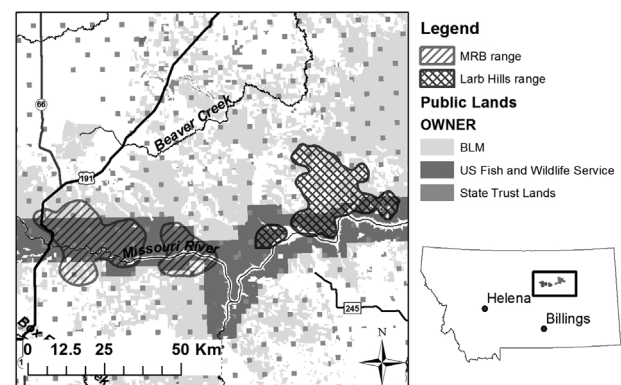 Legend
MRB range
Larb Hills range
Public Lands
OWNER
BLM
US Fish and Wildlife Service
State Trust Lands
66
Beaver Creek
191
Missouri River
245
N
0 12.5 25 50 Km
Helena
Billings